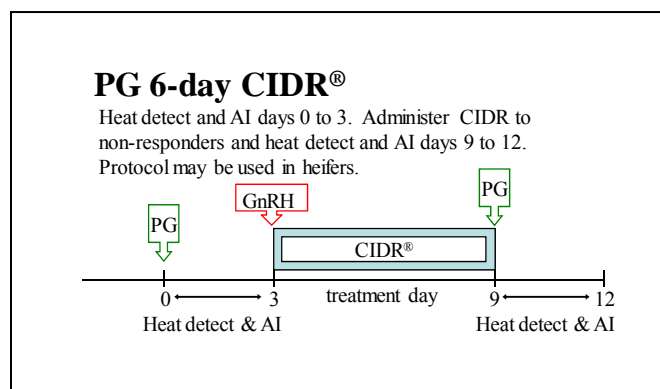 PG 6-day CIDR®
Heat detect and AI days 0 to 3. Administer CIDR to
non-responders and heat detect and AI days 9 to 12.
Protocol may be used in heifers.
GnRH
PG
PG
CIDR®
0
3
treatment day
9
12
Heat detect & AI
Heat detect & AI